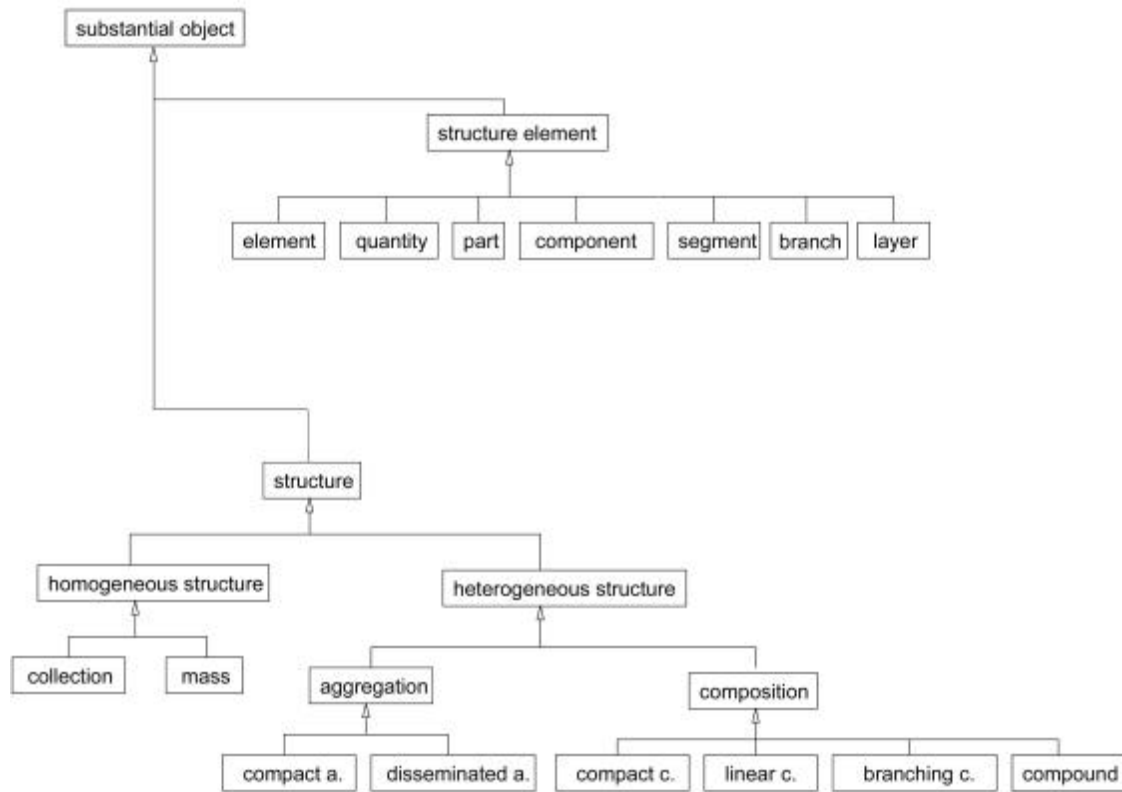 substantial object
structure element
element
quantity
part
component
segment
branch
layer
structure
homogeneous structure
heterogeneous structure
collection
mass
aggregation
composition
compact a.
disseminated a.
compact c.
linear c.
branching c.
compound